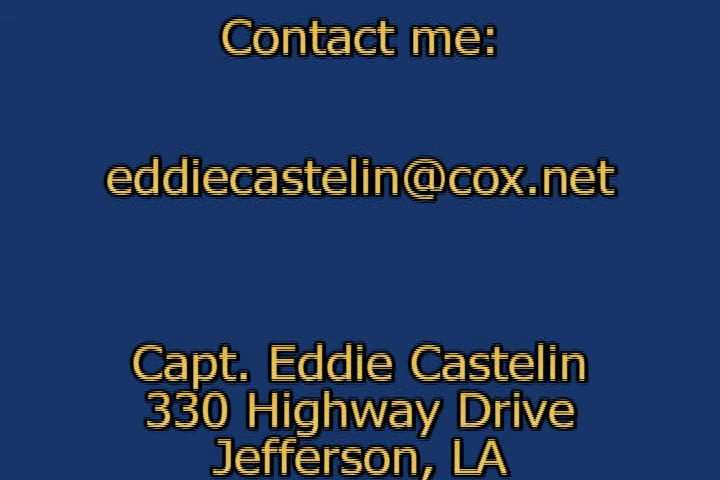 Contact me:
eddiecastelin@cox.net
Capt. Eddie Castelin
330 Highway Drive
Jefferson, LA